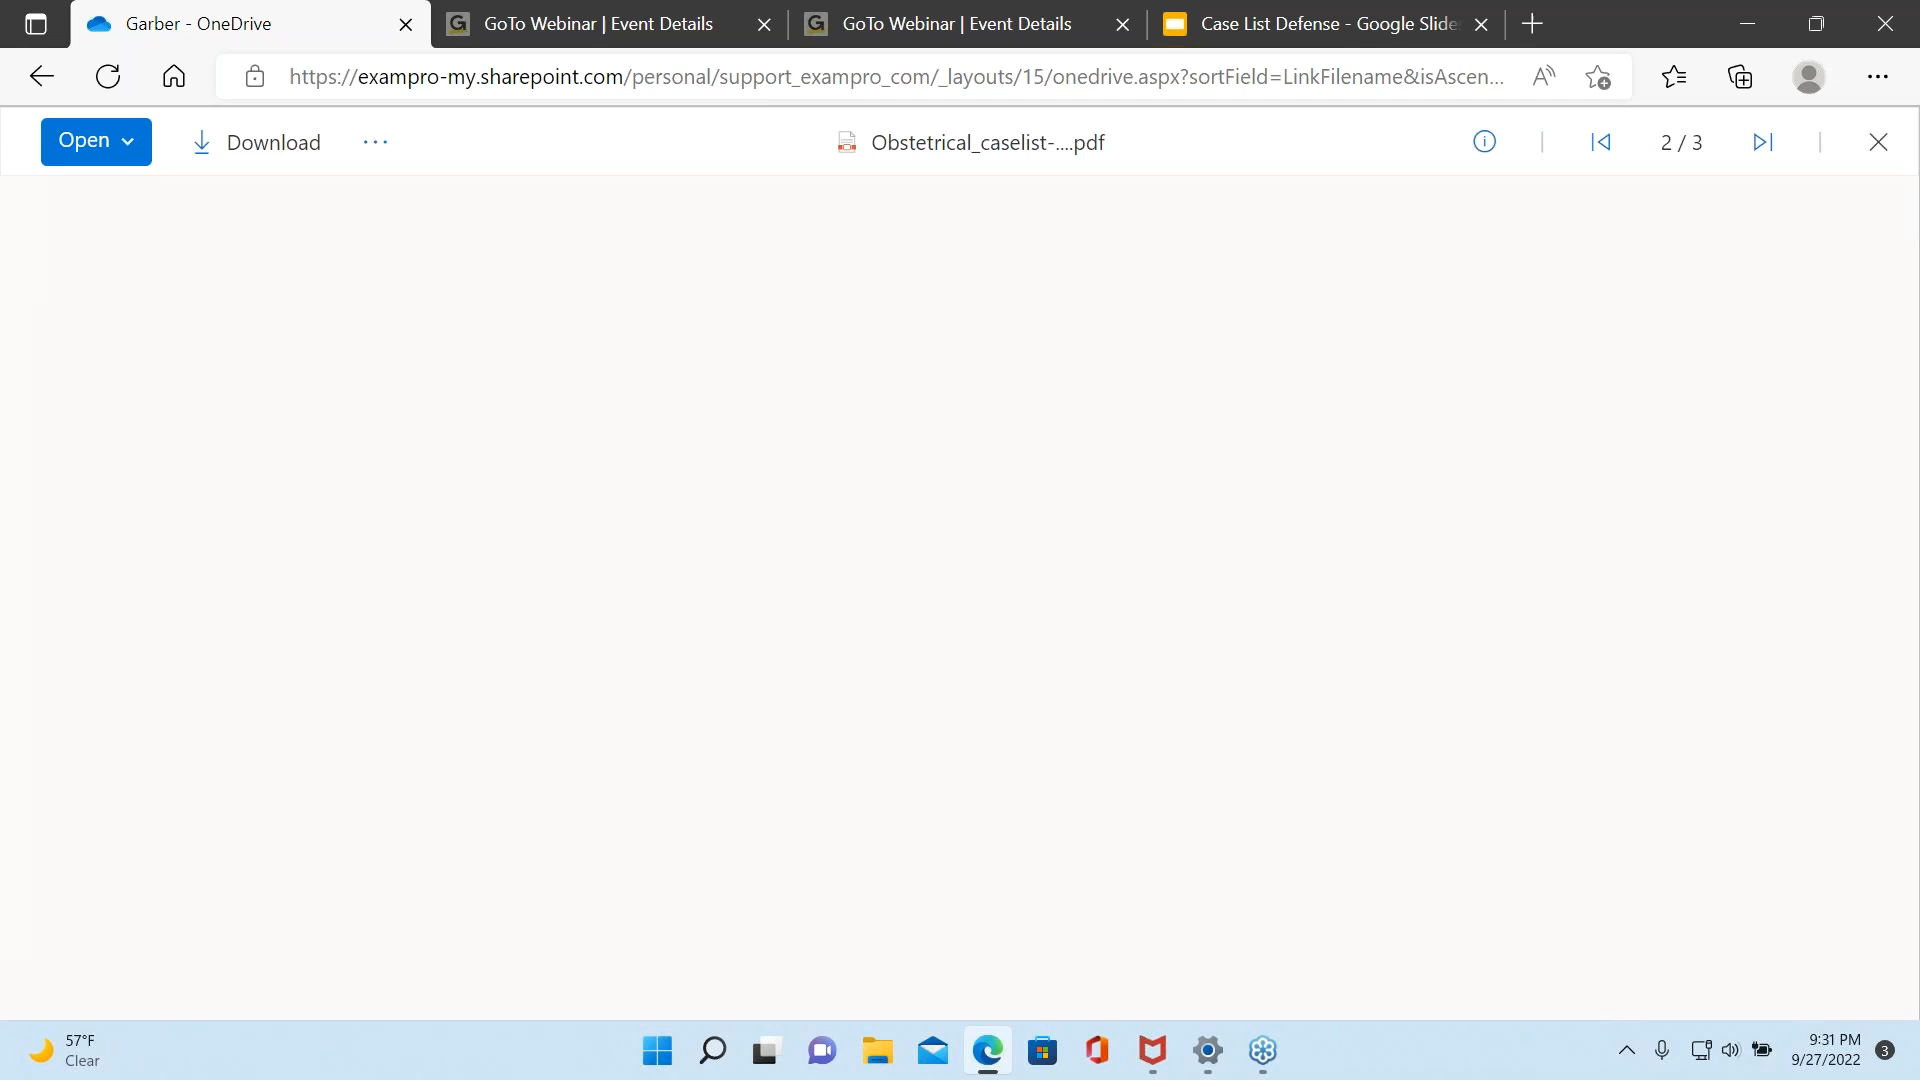 Garber - OneDrive
GoTo Webinar | Event Details
GoTo Webinar | Event Details
Case List Defense - Google Slide
https://exampro-my.sharepoint.com/personal/support_exampro_com/_layouts/15/onedrive.aspx?sortField=LinkFilename&isAscen...
Open
Download
Obstetrical_caselist-....pdf
2 / 3
57°F
Clear
9:31 PM
9/27/2022
3